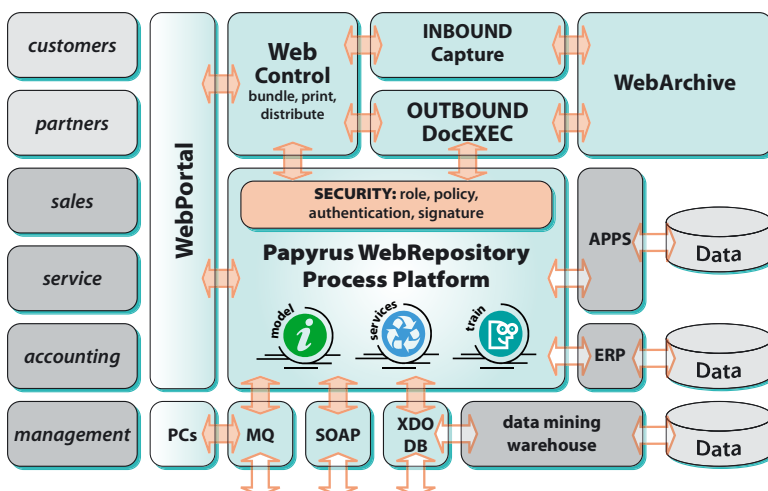 customers
partners
sales
service
accounting
management
WebPortal
Web
Control
bundle, print,
distribute
INBOUND
Capture
OUTBOUND
DocEXEC
WebArchive
SECURITY: role, policy,
authentication, signature
Papyrus WebRepository
Process Platform
model
services
train
APPS
Data
ERP
Data
PCs
MQ
SOAP
XDO
DB
data mining
warehouse
Data